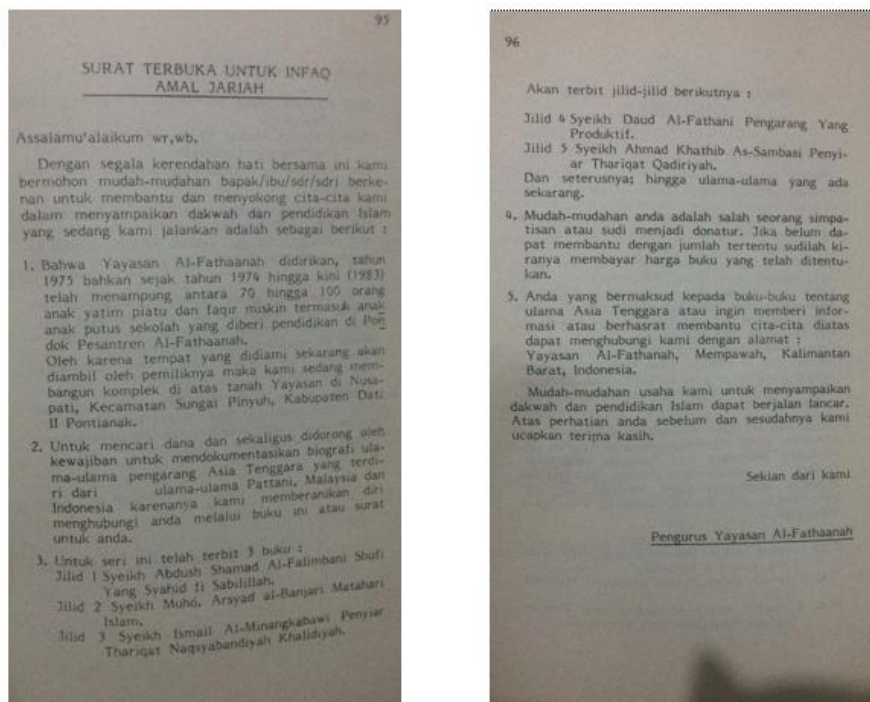 95
SURAT TERBUKA UNTUK INFAQ
AMAL JARIAH
Assalamu'alaikum wr,wb.
Dengan segala kerendahan hati bersama ini kami
bermohon mudah-mudahan bapak/ibu/sdr/sdri berke-
nan untuk membantu dan menyokong cita-cita kami
dalam menyampaikan dakwah dan pendidikan Islam
yang sedang kami jalankan adalah sebagai berikut :
1. Bahwa Yayasan Al-Fathaanah didirikan, tahun
1975 bahkan sejak tahun 1974 hingga kini (1983)
telah menampung antara 70 hingga 100 orang
anak yatim piatu dan faqir miskin termasuk anak
anak putus sekolah yang diberi pendidikan di Pon
dok Pesantren Al-Fathaanah.
Oleh karena tempat yang didiami sekarang akan
diambil oleh pemiliknya maka kami sedang mem-
bangun komplek di atas tanah Yayasan di Nusa-
pati, Kecamatan Sungai Pinyuh, Kabupaten Dati
II Pontianak.
2. Untuk mencari dana dan sekaligus didorong oleh
kewajiban untuk mendokumentasikan biografi ula-
ma-ulama pengarang Asia Tenggara yang terdi-
ri dari ulama-ulama Pattani, Malaysia dan
Indonesia karenanya kami memberanikan diri
menghubungi anda melalui buku ini atau surat
untuk anda.
3. Untuk seri ini telah terbit 3 buku :
Jilid 1 Syeikh Abdush Shamad Al-Falimbani Shufi
Yang Syahid fi Sabilillah.
Jilid 2 Syeikh Muhd. Arsyad al-Banjari Matahari
Islam.
Jilid 3 Syeikh Ismail Al-Minangkabawi Penyiar
Thariqat Naqsyabandiyah Khalidiyah.
96
Akan terbit jilid-jilid berikutnya :
Jilid 4 Syeikh Daud Al-Fathani Pengarang Yang
Produktif.
Jilid 5 Syeikh Ahmad Khathib As-Sambasi Penyi-
ar Thariqat Qadiriyah.
Dan seterusnya; hingga ulama-ulama yang ada
sekarang.
4. Mudah-mudahan anda adalah salah seorang simpa-
tisan atau sudi menjadi donatur. Jika belum da-
pat membantu dengan jumlah tertentu sudilah ki-
ranya membayar harga buku yang telah ditentu-
kan.
5. Anda yang bermaksud kepada buku-buku tentang
ulama Asia Tenggara atau ingin memberi infor-
masi atau berhasrat membantu cita-cita diatas
dapat menghubungi kami dengan alamat :
Yayasan Al-Fathanah, Mempawah, Kalimantan
Barat, Indonesia.
Mudah-mudahan usaha kami untuk menyampaikan
dakwah dan pendidikan Islam dapat berjalan lancar.
Atas perhatian anda sebelum dan sesudahnya kami
ucapkan terima kasih.
Sekian dari kami
Pengurus Yayasan Al-Fathaanah